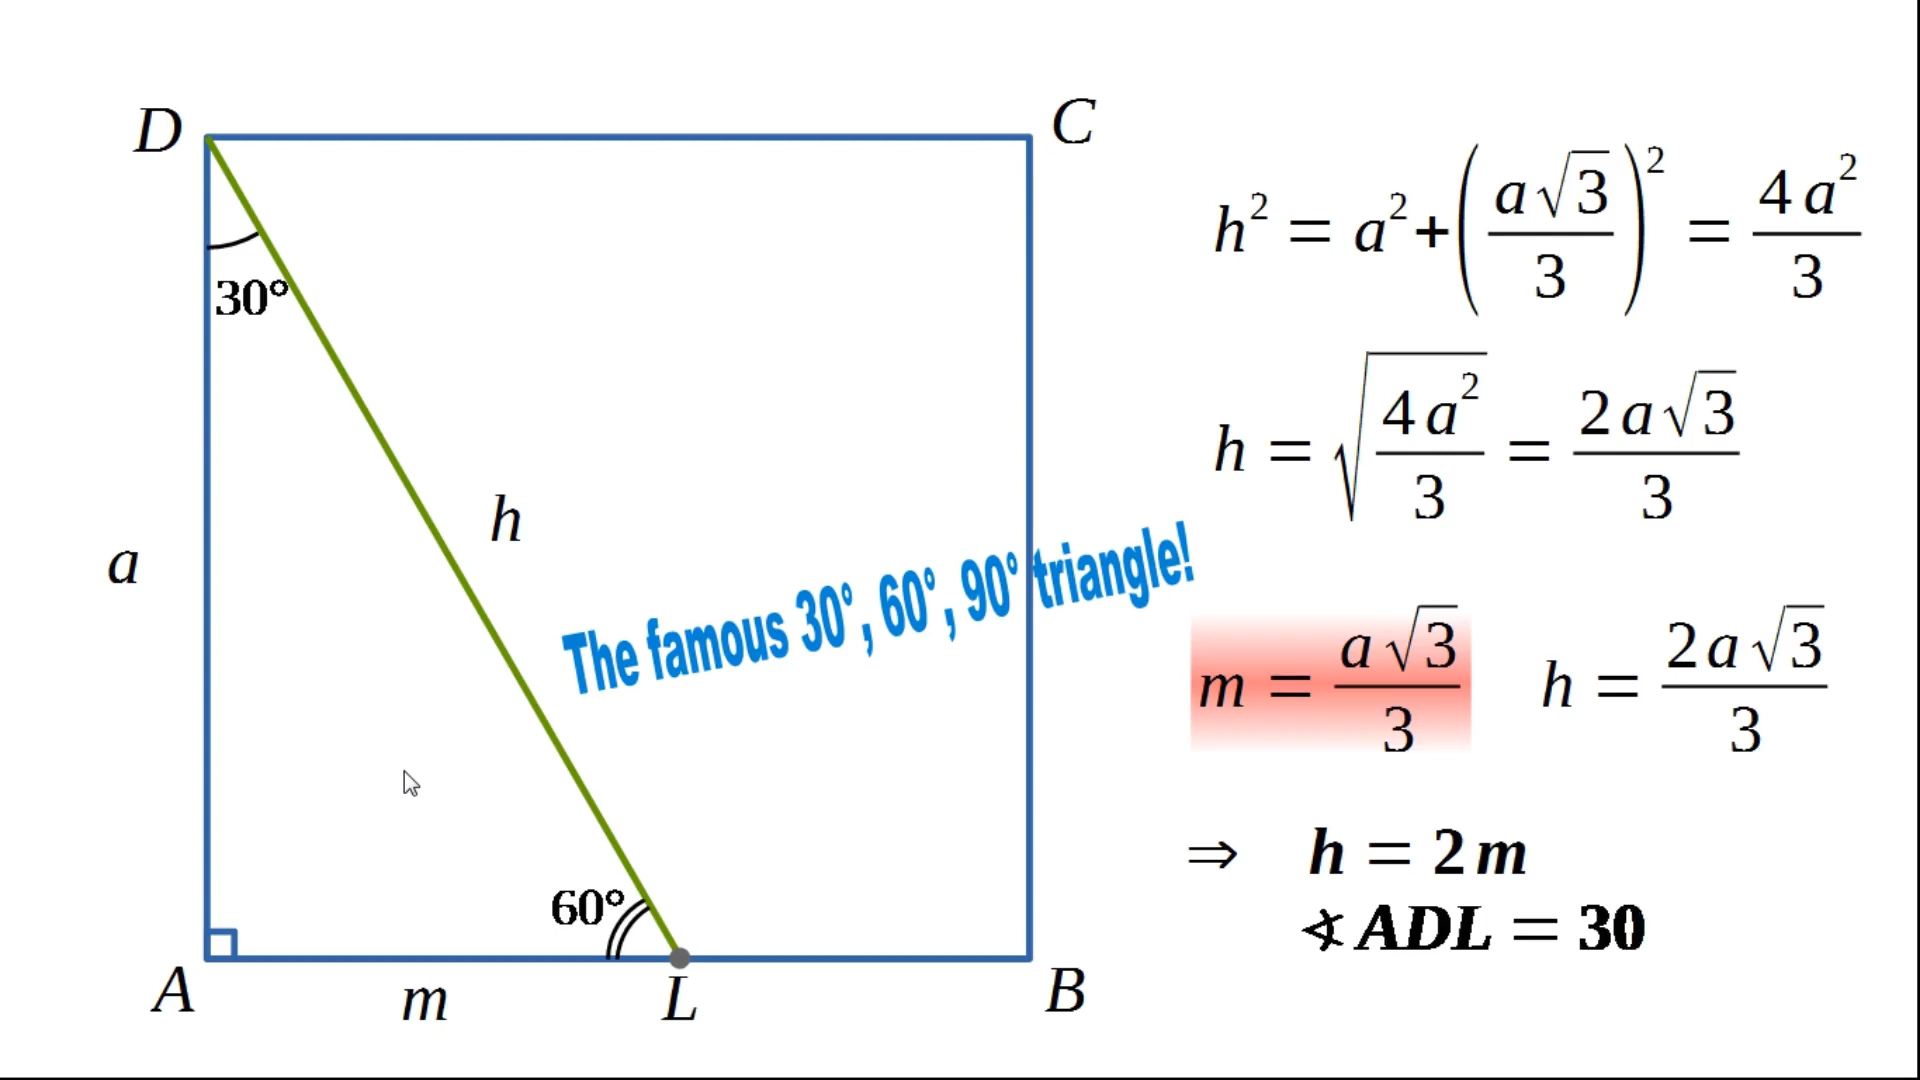 D
C
30°
a
h
The famous 30°, 60°, 90° triangle!
60°
A
m
L
B
h² = a² + (a√3/3)² = 4a²/3
h = √(4a²/3) = 2a√3/3
m = a√3/3
h = 2a√3/3
⇒ h = 2m
∢ ADL = 30